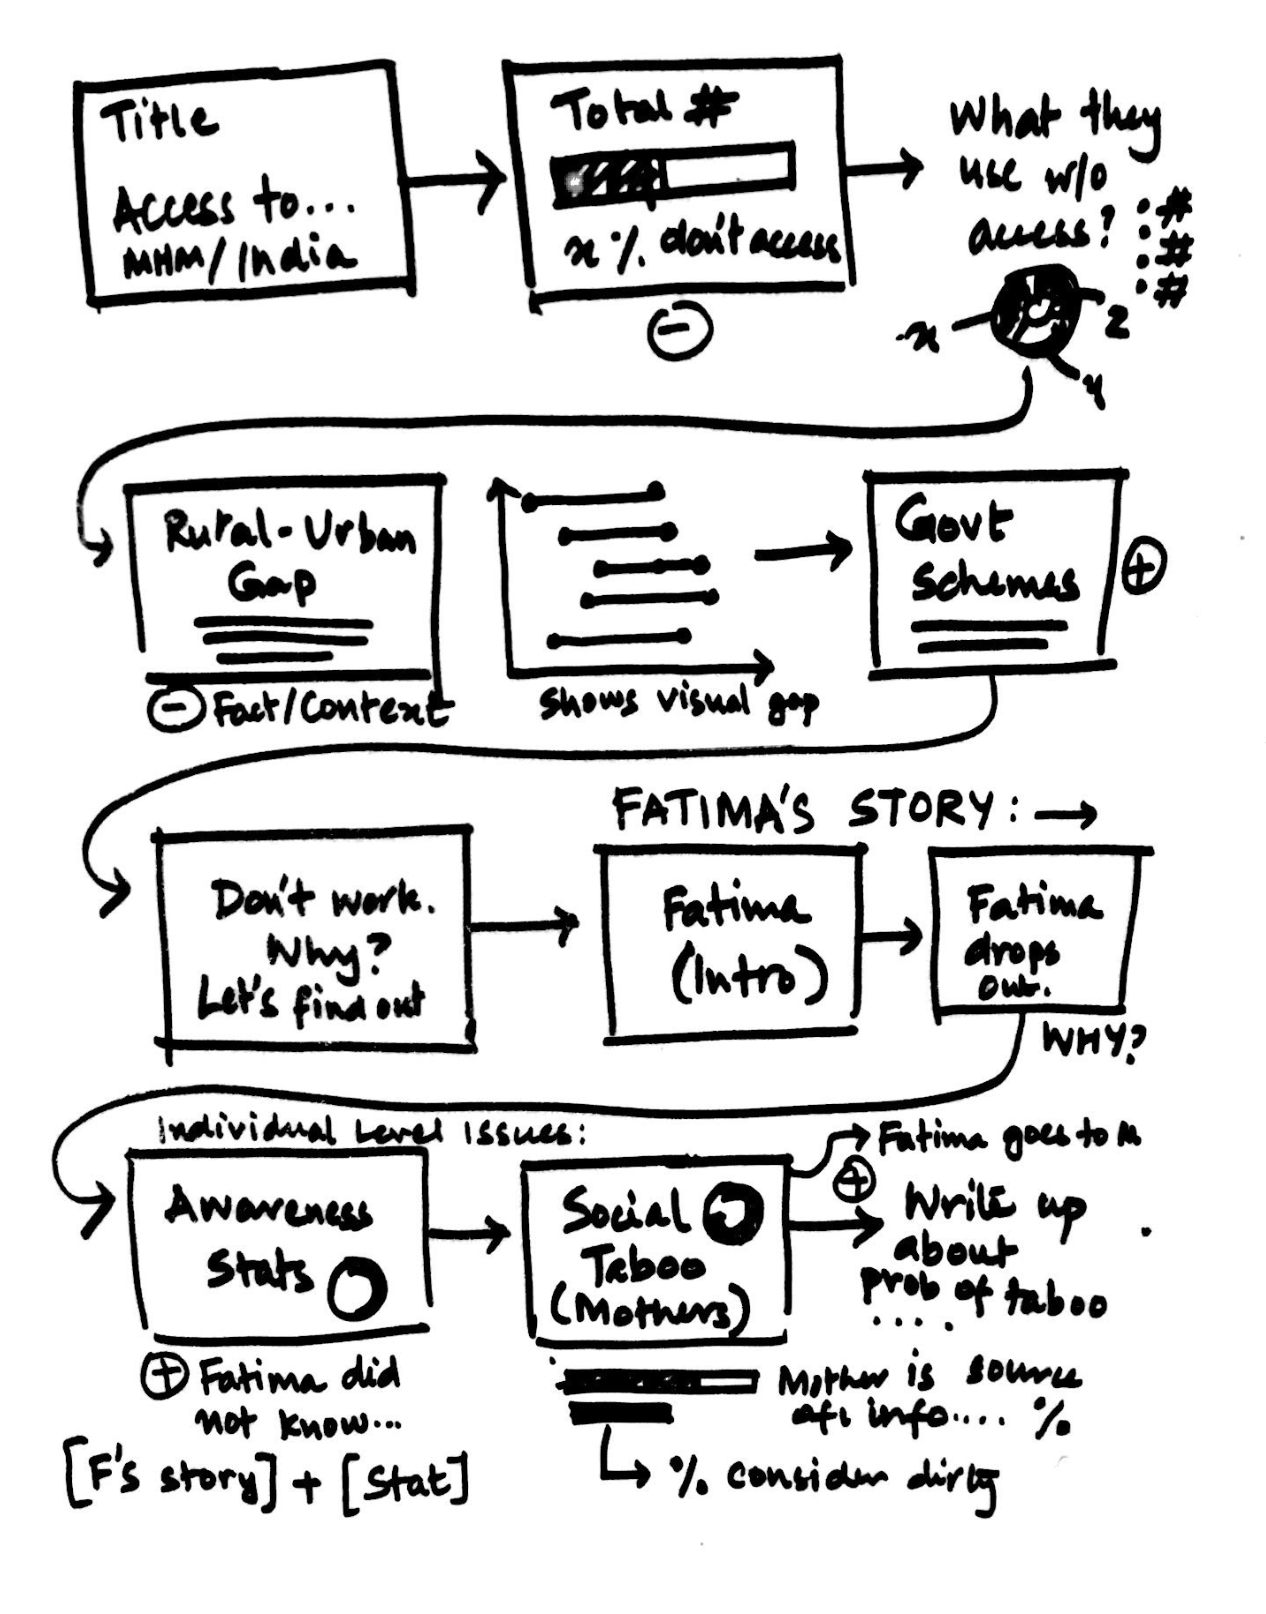 Title
Access to...
MHM/India
Total #
x % don't access
−
What they
use w/o
access?
#
#
#
x
z
y
Rural-Urban
Gap
− Fact/Context
shows visual gap
Govt
Schemes
+
Don't work.
Why?
Let's find out
FATIMA'S STORY: →
Fatima
(Intro)
Fatima
drops
out.
WHY?
Individual Level Issues:
Awareness
Stats
+ Fatima did
not know...
[F's story] + [Stat]
Social
Taboo
(Mothers)
→ Fatima goes to M
+
Write up
about
prob of taboo
....
Mother is source
info.... %
% consider dirty